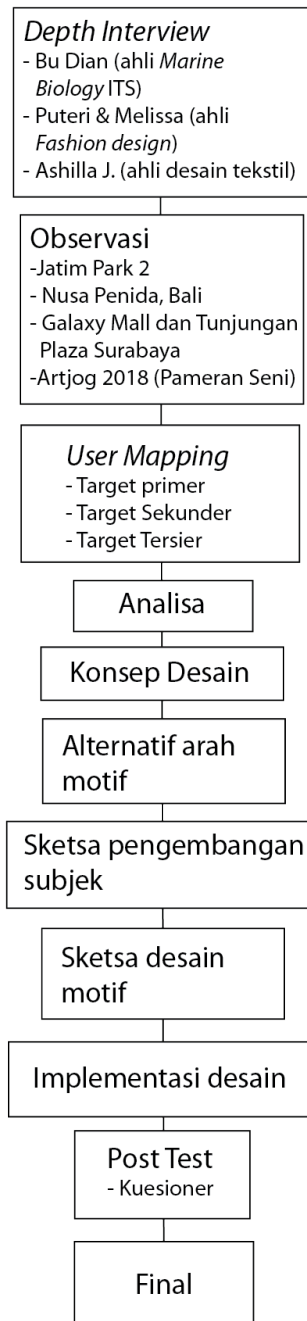 Depth Interview
- Bu Dian (ahli Marine
Biology ITS)
- Puteri & Melissa (ahli
Fashion design)
- Ashilla J. (ahli desain tekstil)
Observasi
-Jatim Park 2
- Nusa Penida, Bali
- Galaxy Mall dan Tunjungan
Plaza Surabaya
-Artjog 2018 (Pameran Seni)
User Mapping
- Target primer
- Target Sekunder
- Target Tersier
Analisa
Konsep Desain
Alternatif arah
motif
Sketsa pengembangan
subjek
Sketsa desain
motif
Implementasi desain
Post Test
- Kuesioner
Final